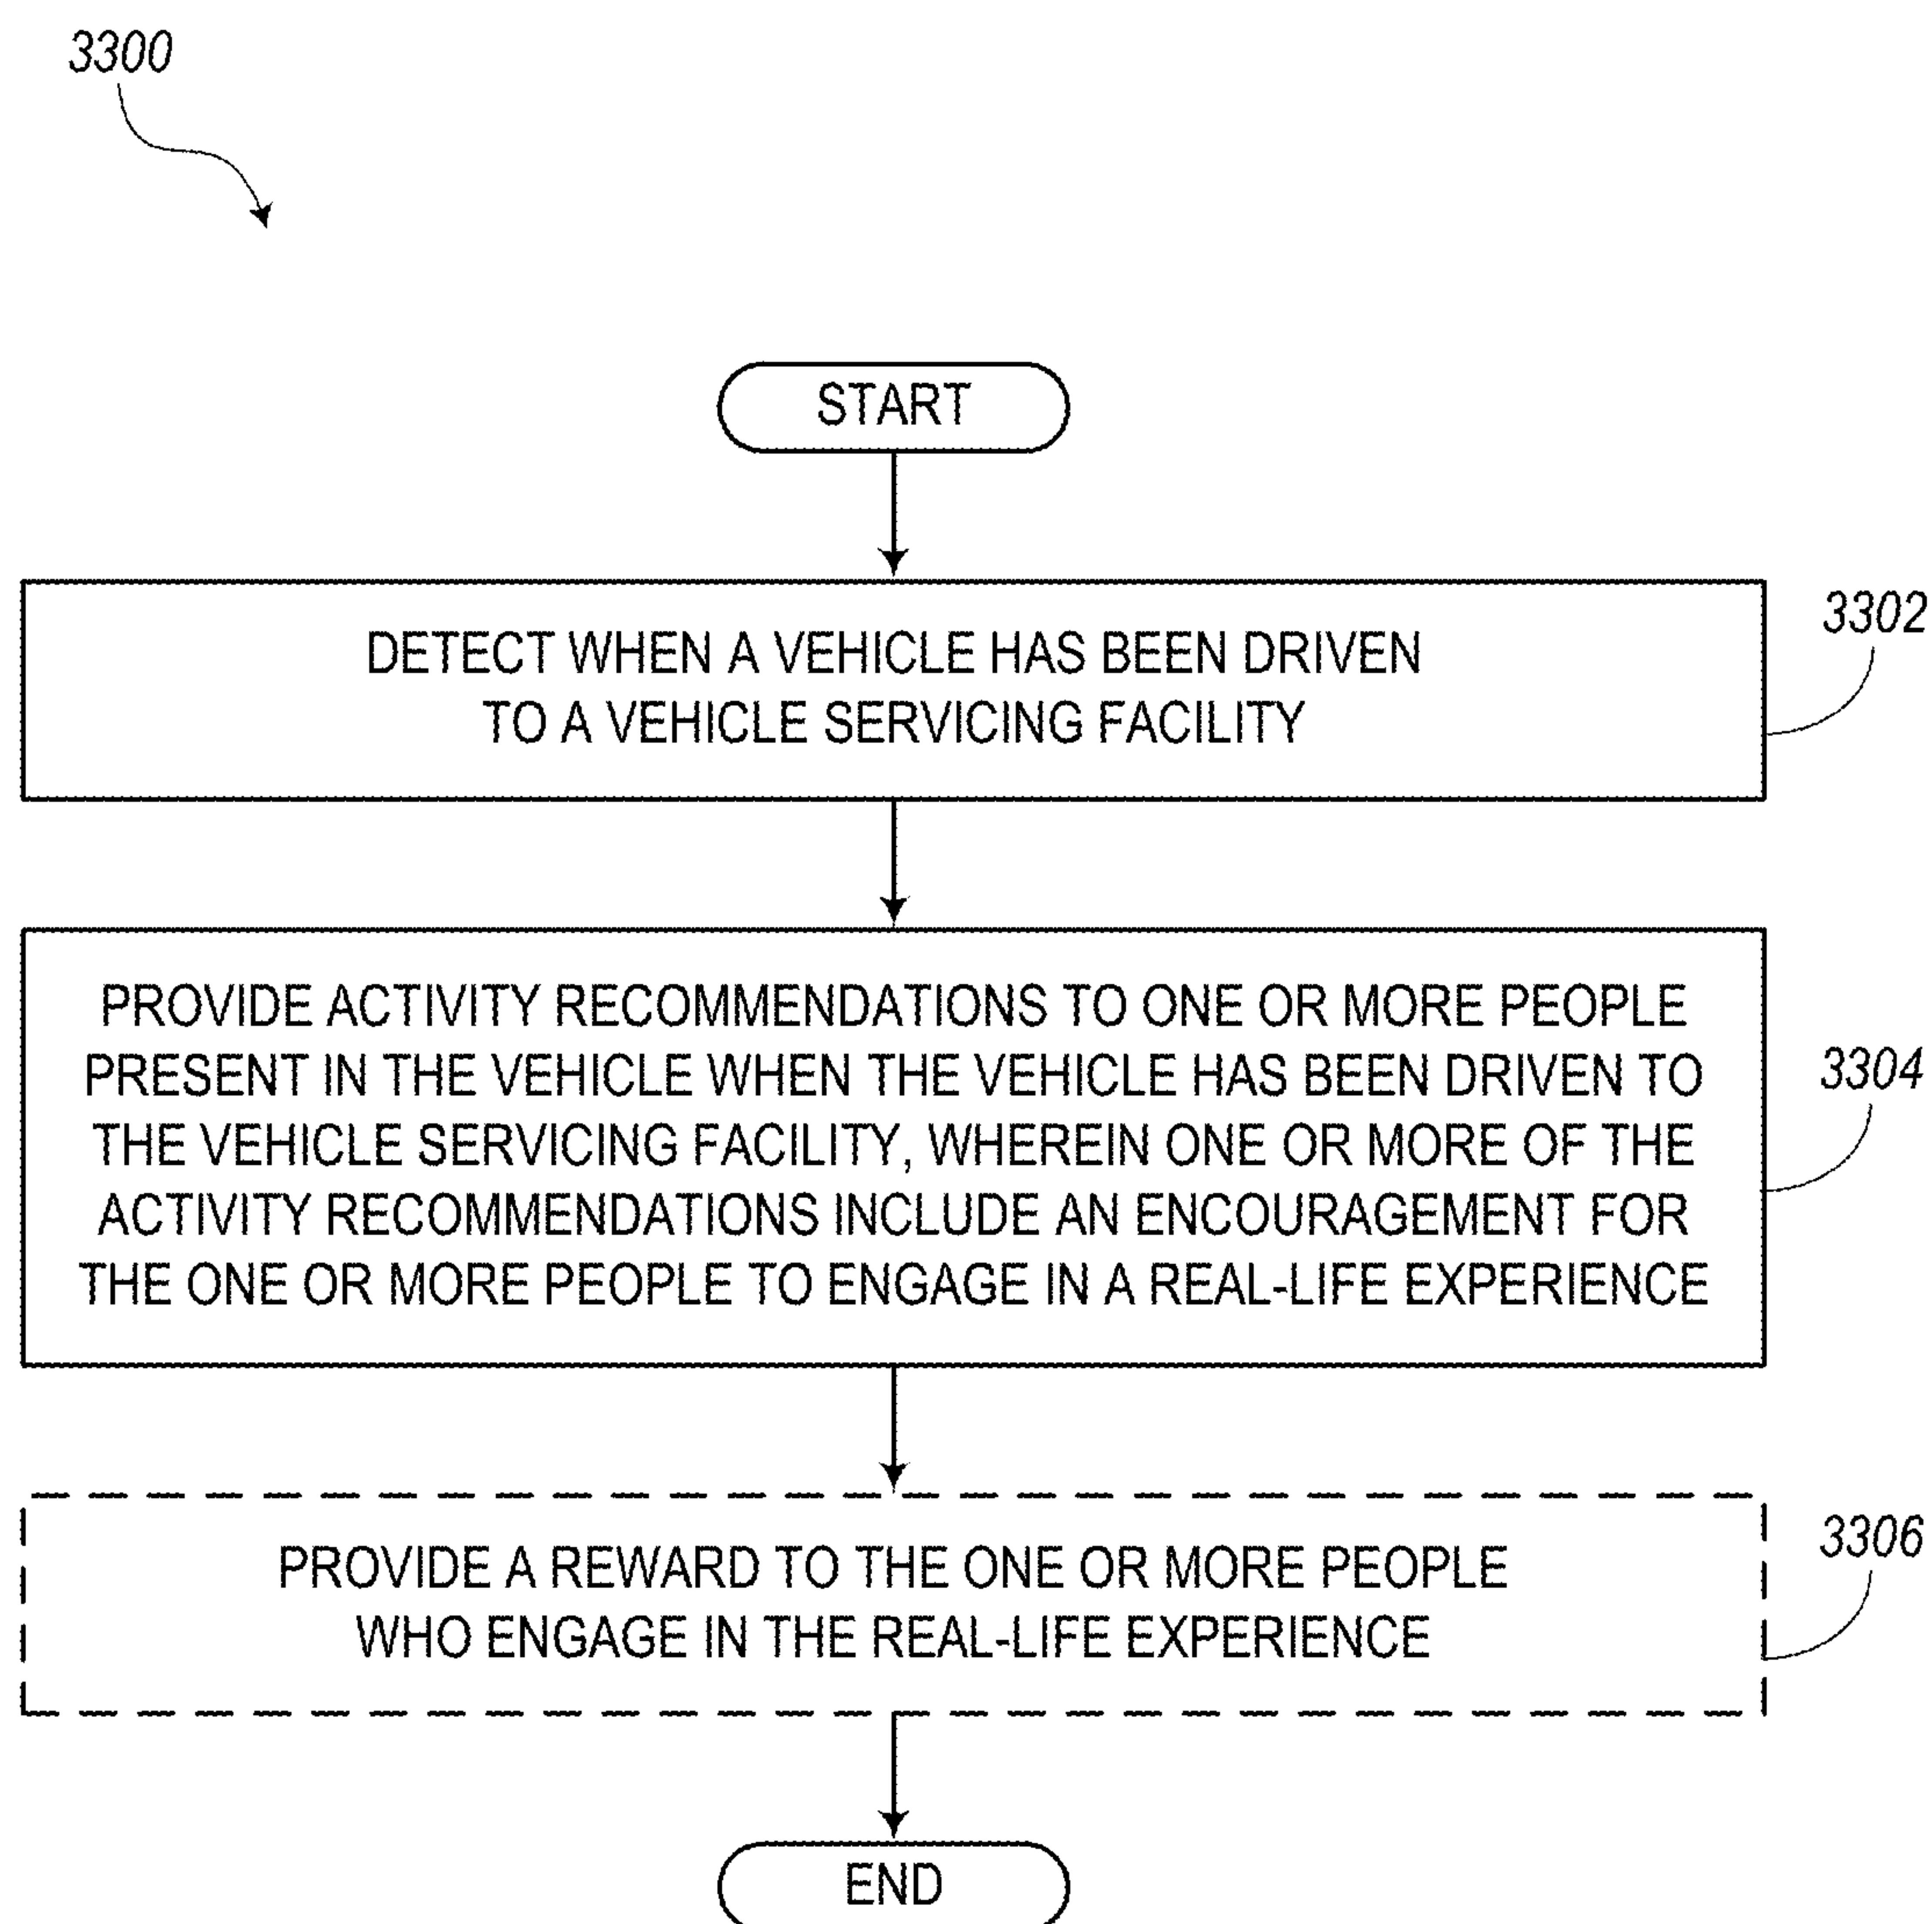 3300
START
DETECT WHEN A VEHICLE HAS BEEN DRIVEN
TO A VEHICLE SERVICING FACILITY
3302
PROVIDE ACTIVITY RECOMMENDATIONS TO ONE OR MORE PEOPLE
PRESENT IN THE VEHICLE WHEN THE VEHICLE HAS BEEN DRIVEN TO
THE VEHICLE SERVICING FACILITY, WHEREIN ONE OR MORE OF THE
ACTIVITY RECOMMENDATIONS INCLUDE AN ENCOURAGEMENT FOR
THE ONE OR MORE PEOPLE TO ENGAGE IN A REAL-LIFE EXPERIENCE
3304
PROVIDE A REWARD TO THE ONE OR MORE PEOPLE
WHO ENGAGE IN THE REAL-LIFE EXPERIENCE
3306
END